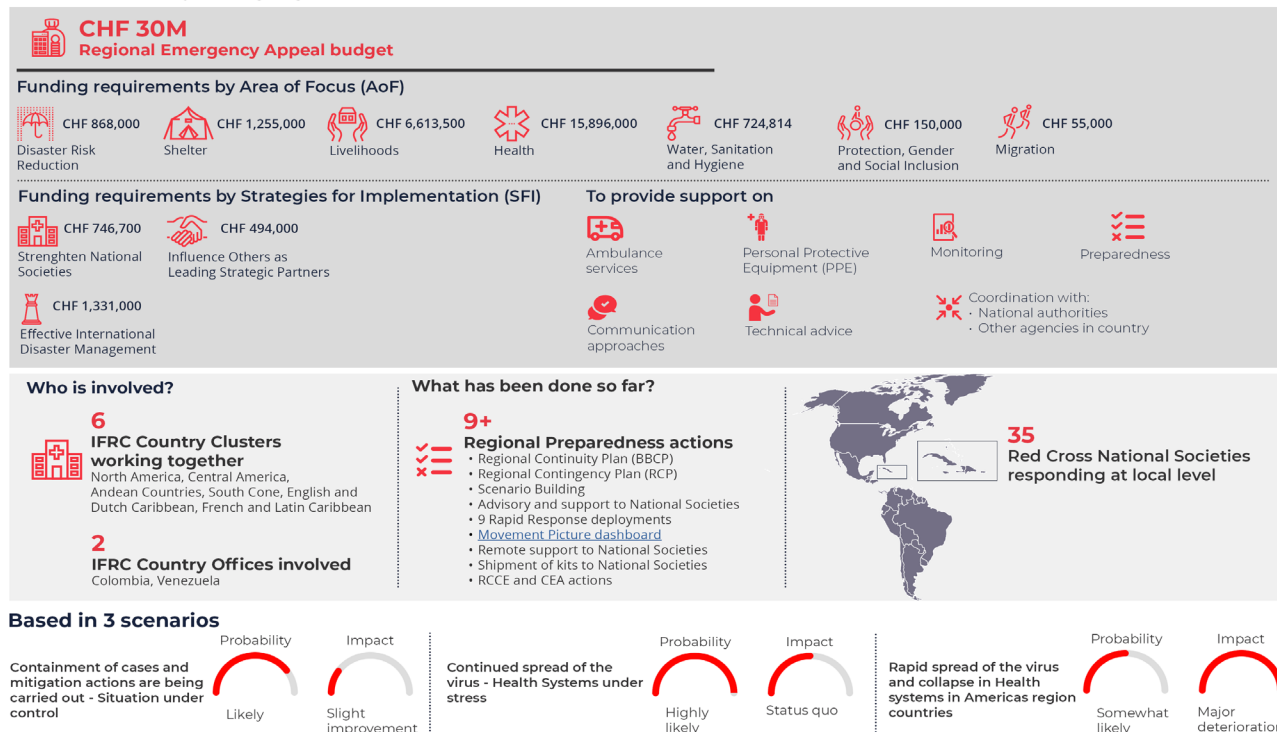 CHF 30M
Regional Emergency Appeal budget
Funding requirements by Area of Focus (AoF)
CHF 868,000
Disaster Risk
Reduction
CHF 1,255,000
Shelter
CHF 6,613,500
Livelihoods
CHF 15,896,000
Health
CHF 724,814
Water, Sanitation
and Hygiene
CHF 150,000
Protection, Gender
and Social Inclusion
CHF 55,000
Migration
Funding requirements by Strategies for Implementation (SFI)
CHF 746,700
Strenghten National
Societies
CHF 494,000
Influence Others as
Leading Strategic Partners
CHF 1,331,000
Effective International
Disaster Management
To provide support on
Ambulance
services
Personal Protective
Equipment (PPE)
Monitoring
Preparedness
Communication
approaches
Technical advice
Coordination with:
· National authorities
· Other agencies in country
Who is involved?
6
IFRC Country Clusters
working together
North America, Central America,
Andean Countries, South Cone, English and
Dutch Caribbean, French and Latin Caribbean
2
IFRC Country Offices involved
Colombia, Venezuela
What has been done so far?
9+
Regional Preparedness actions
• Regional Continuity Plan (BBCP)
• Regional Contingency Plan (RCP)
• Scenario Building
• Advisory and support to National Societies
• 9 Rapid Response deployments
• Movement Picture dashboard
• Remote support to National Societies
• Shipment of kits to National Societies
• RCCE and CEA actions
35
Red Cross National Societies
responding at local level
Based in 3 scenarios
Containment of cases and
mitigation actions are being
carried out - Situation under
control
Probability
Likely
Impact
Slight
improvement
Continued spread of the
virus - Health Systems under
stress
Probability
Highly
likely
Impact
Status quo
Rapid spread of the virus
and collapse in Health
systems in Americas region
countries
Probability
Somewhat
likely
Impact
Major
deterioration